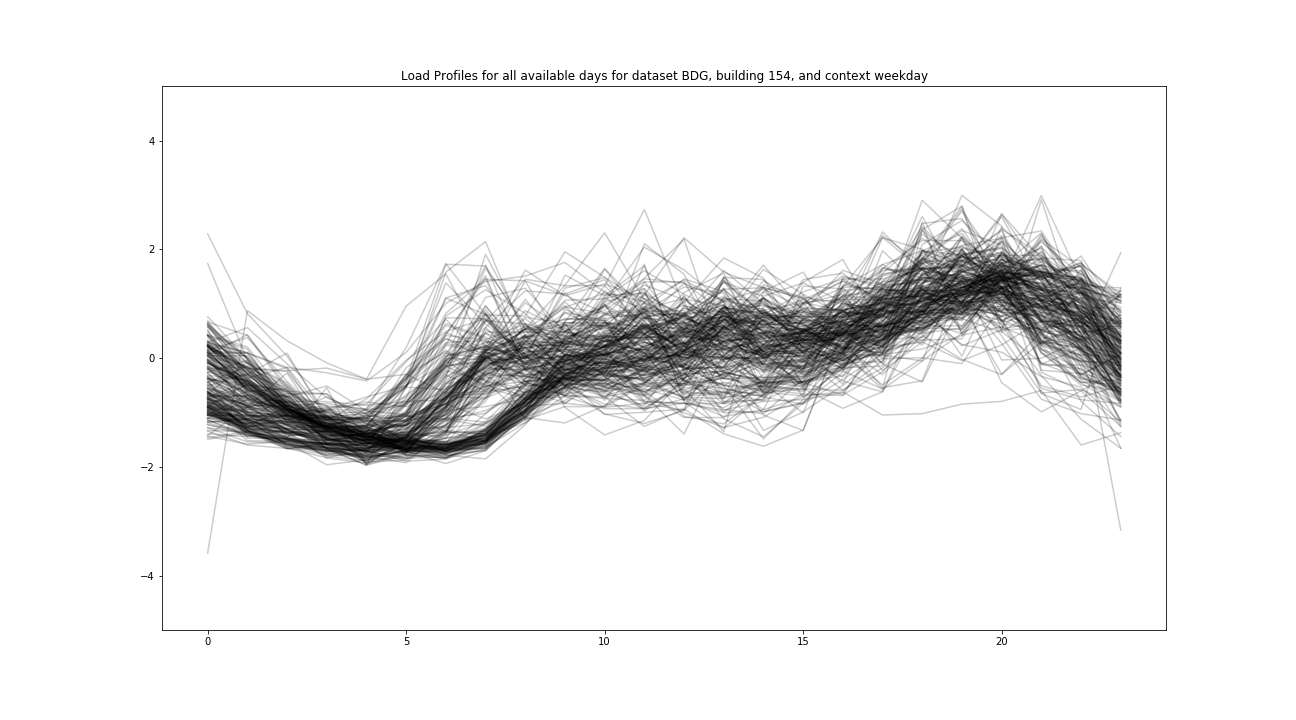 Load Profiles for all available days for dataset BDG, building 154, and context weekday
4
2
0
−2
−4
0 5 10 15 20